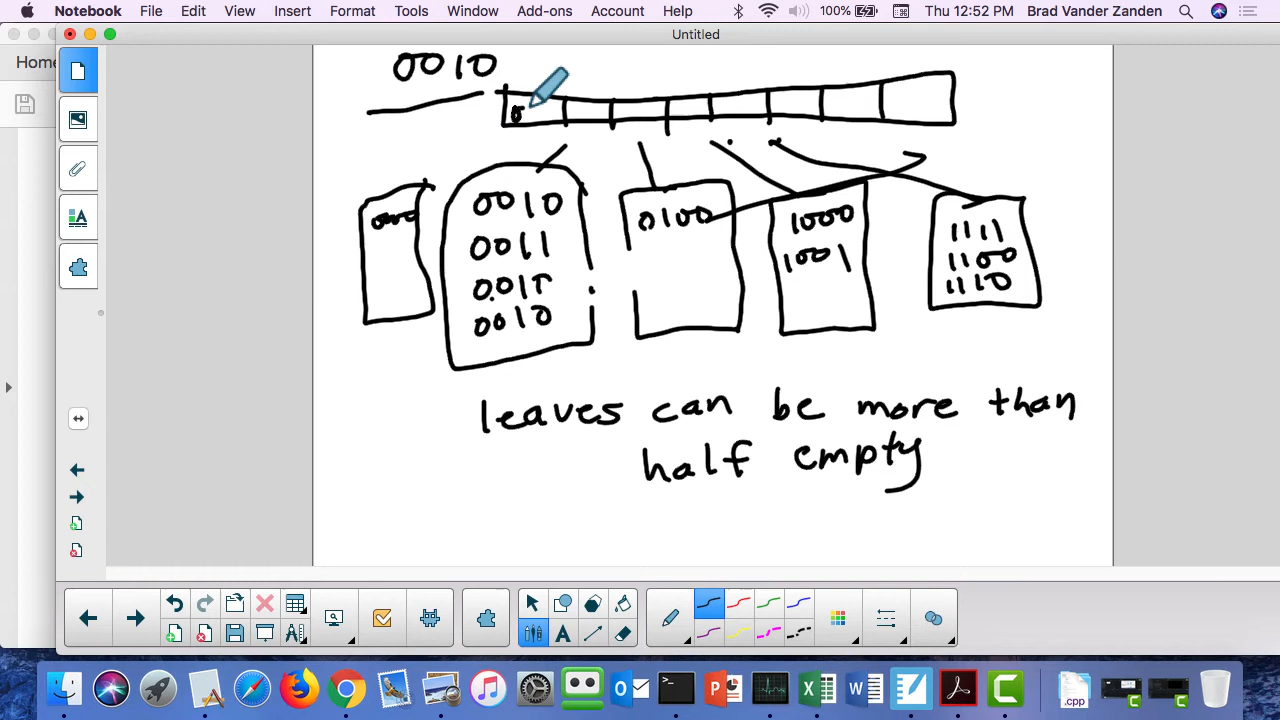 Notebook File Edit View Insert Format Tools Window Add-ons Account Help 100% Thu 12:52 PM Brad Vander Zanden
Untitled
Home
0010
0
0010
0011
0100
1000
1001
1111
1100
1110
0010
leaves can be more than
half empty
A
W
.cpp